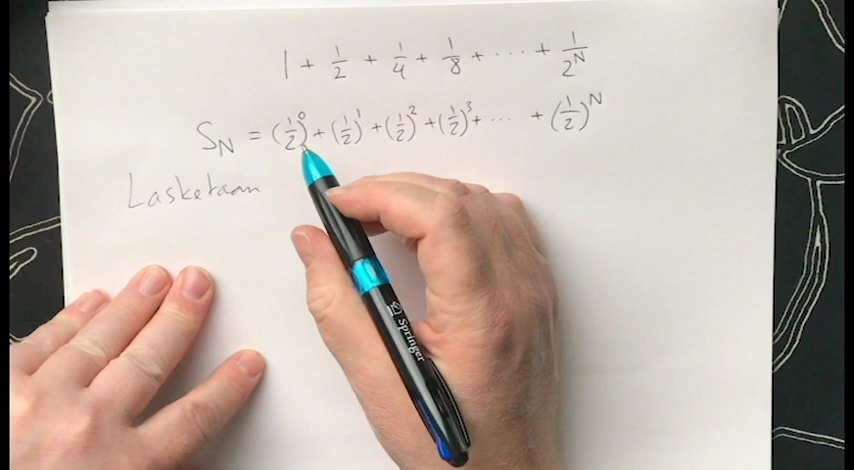 1 + 1/2 + 1/4 + 1/8 + ... + 1/2^N
S_N = (1/2)^0 + (1/2)^1 + (1/2)^2 + (1/2)^3 + ... + (1/2)^N
Lasketaan
Springer